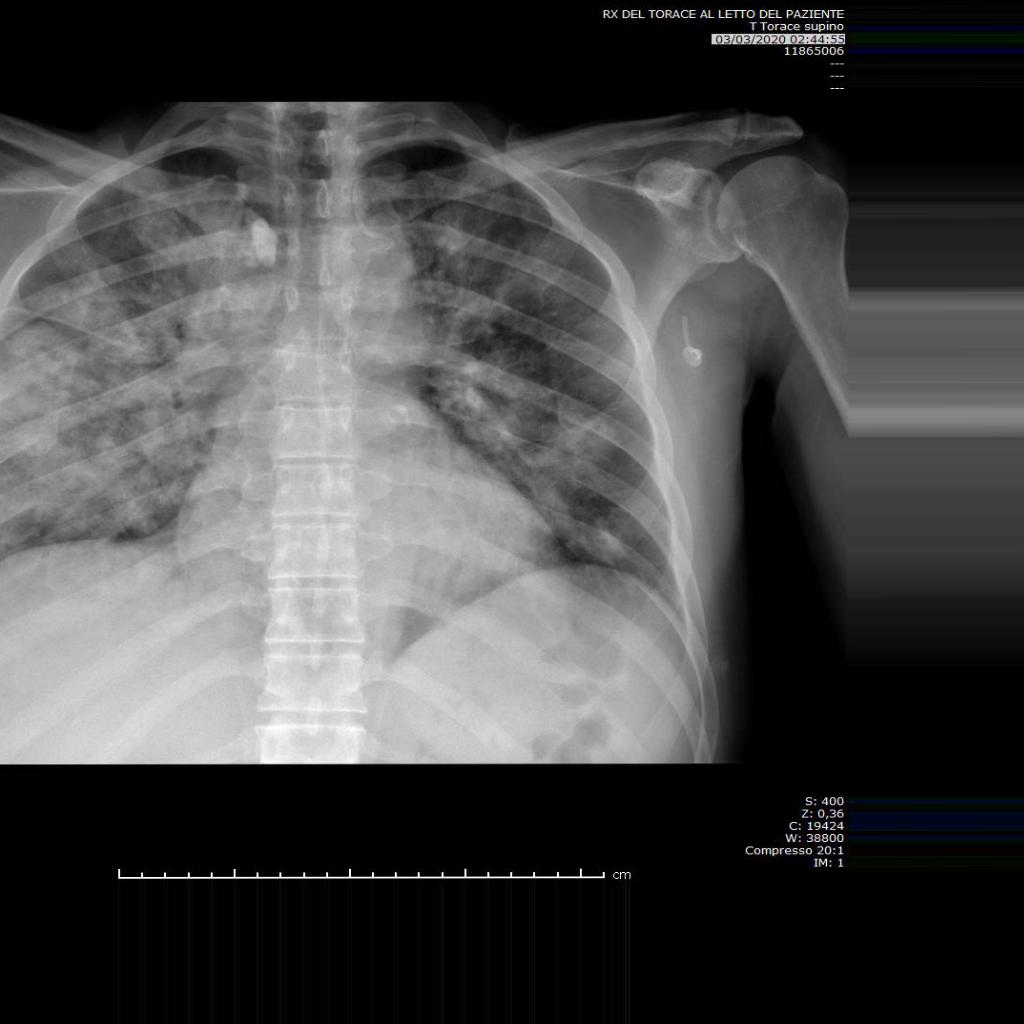 RX DEL TORACE AL LETTO DEL PAZIENTE
T Torace supino
03/03/2020 02:44:55
11865006
---
---
---
S: 400
Z: 0,36
C: 19424
W: 38800
Compresso 20:1
IM: 1
cm